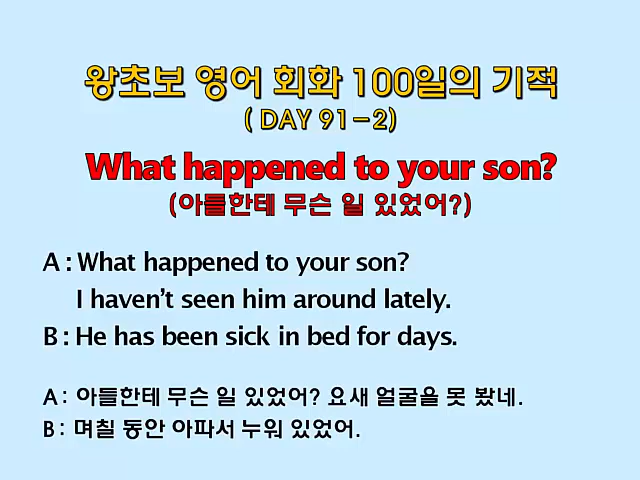 왕초보 영어 회화 100일의 기적
( DAY 91-2)
What happened to your son?
(아들한테 무슨 일 있었어?)
A : What happened to your son?
I haven't seen him around lately.
B : He has been sick in bed for days.
A : 아들한테 무슨 일 있었어? 요새 얼굴을 못 봤네.
B : 며칠 동안 아파서 누워 있었어.